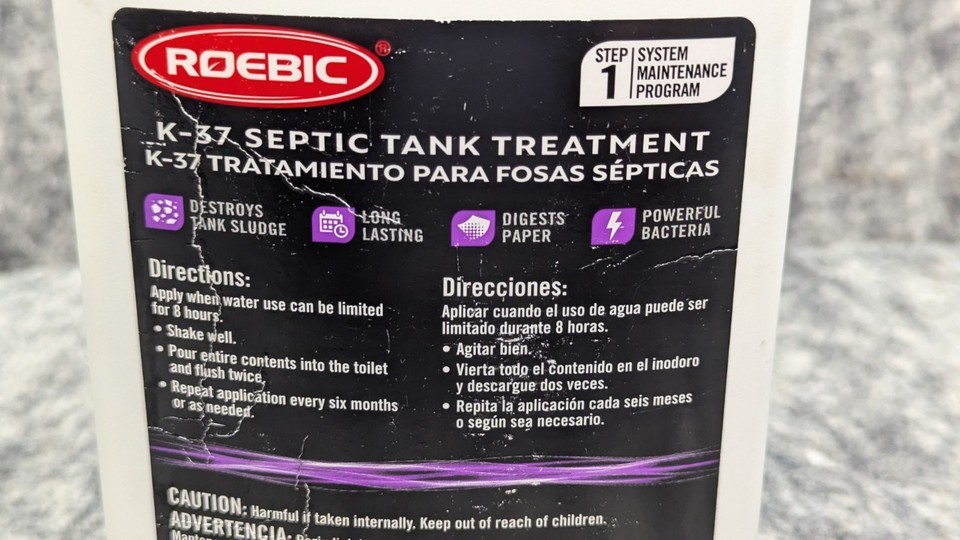 ROEBIC®
STEP 1
SYSTEM
MAINTENANCE
PROGRAM
K-37 SEPTIC TANK TREATMENT
K-37 TRATAMIENTO PARA FOSAS SÉPTICAS
DESTROYS
TANK SLUDGE
LONG
LASTING
DIGESTS
PAPER
POWERFUL
BACTERIA
Directions:
Apply when water use can be limited
for 8 hours.
• Shake well.
• Pour entire contents into the toilet
and flush twice.
• Repeat application every six months
or as needed.
Direcciones:
Aplicar cuando el uso de agua puede ser
limitado durante 8 horas.
• Agitar bien.
• Vierta todo el contenido en el inodoro
y descargue dos veces.
• Repita la aplicación cada seis meses
o según sea necesario.
CAUTION: Harmful if taken internally. Keep out of reach of children.
ADVERTENCIA: